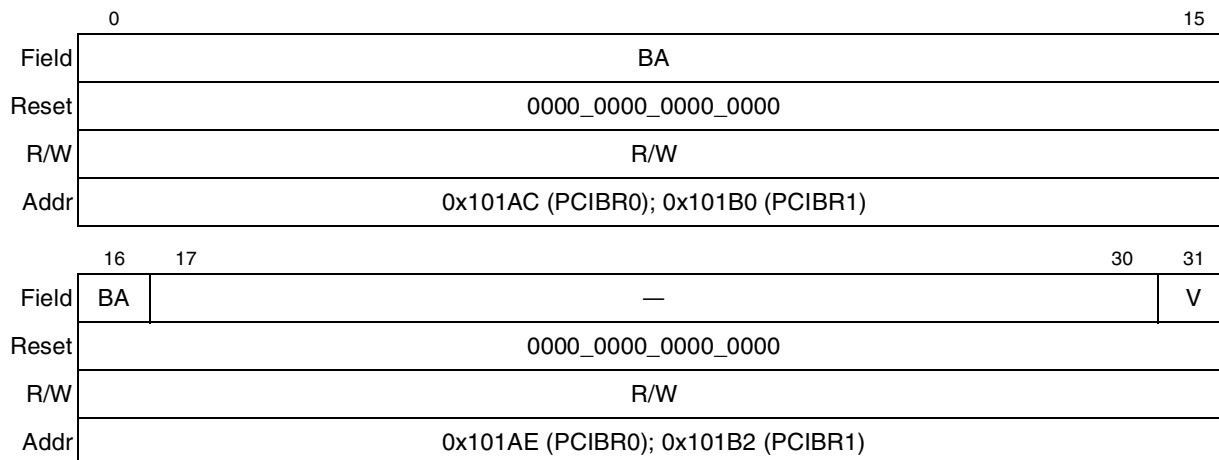 0 15
Field BA
Reset 0000_0000_0000_0000
R/W R/W
Addr 0x101AC (PCIBR0); 0x101B0 (PCIBR1)
16 17 30 31
Field BA — V
Reset 0000_0000_0000_0000
R/W R/W
Addr 0x101AE (PCIBR0); 0x101B2 (PCIBR1)